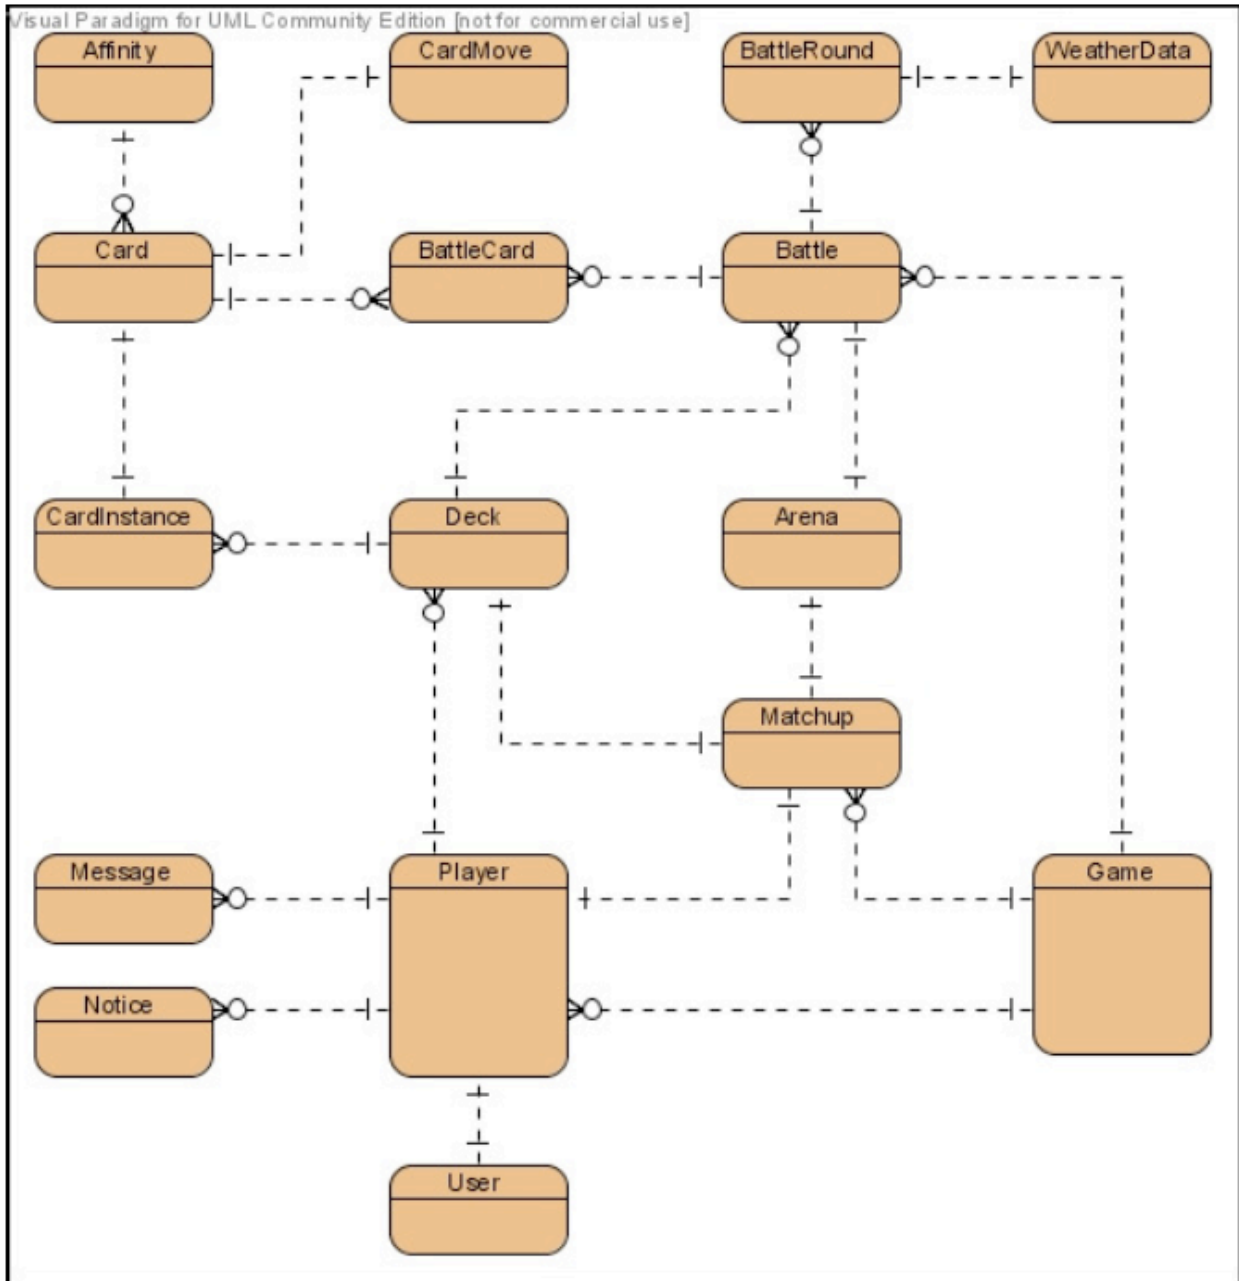 Visual Paradigm for UML Community Edition [not for commercial use]
Affinity
CardMove
BattleRound
WeatherData
Card
BattleCard
Battle
CardInstance
Deck
Arena
Matchup
Message
Player
Game
Notice
User